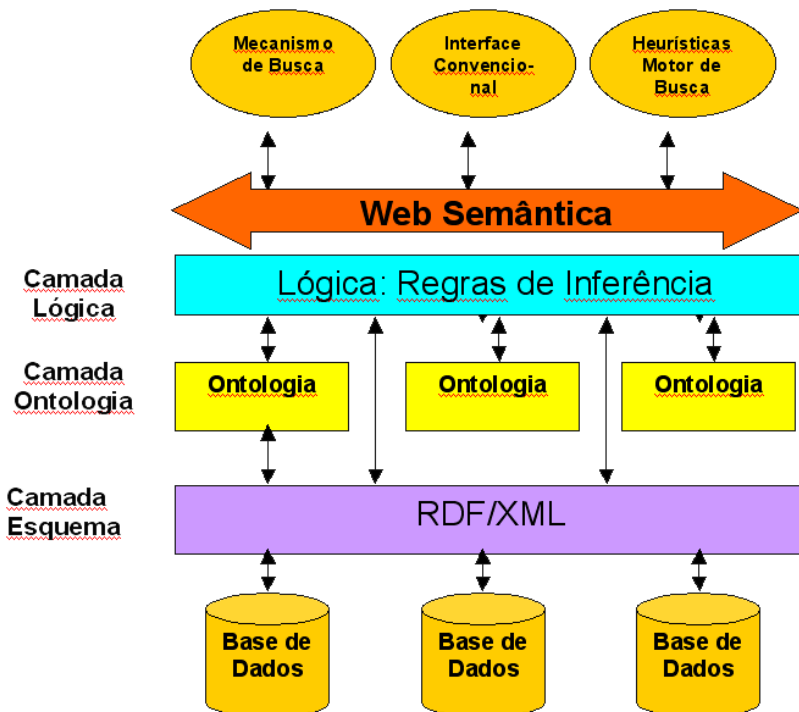 Mecanismo
de Busca
Interface
Convencio-
nal
Heurísticas
Motor de
Busca
Web Semântica
Camada
Lógica
Lógica: Regras de Inferência
Camada
Ontologia
Ontologia
Ontologia
Ontologia
Camada
Esquema
RDF/XML
Base de
Dados
Base de
Dados
Base de
Dados